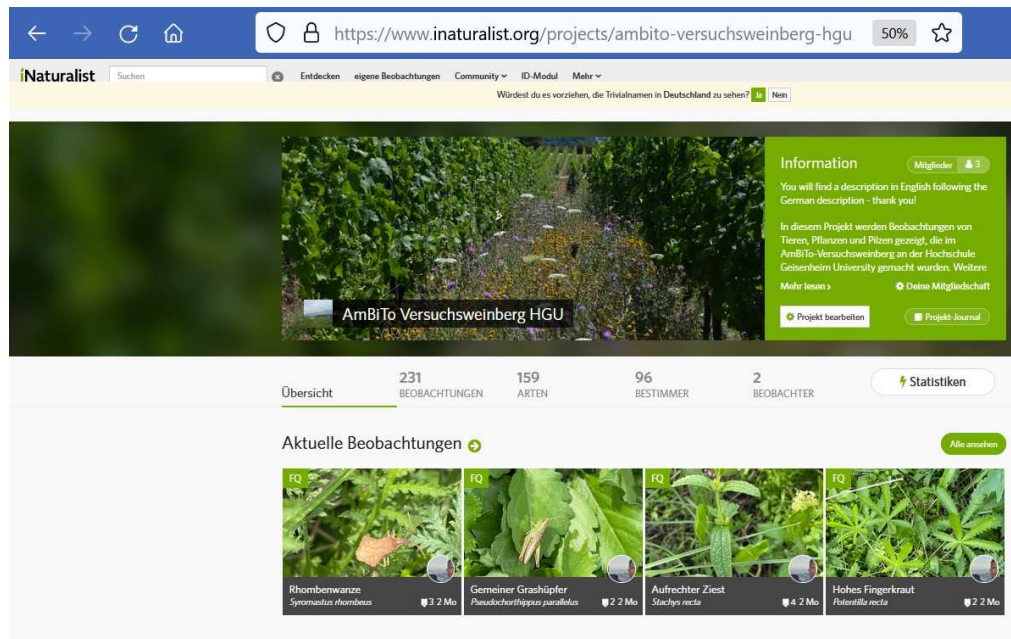 https://www.inaturalist.org/projects/ambito-versuchsweinberg-hgu 50%
iNaturalist Suchen Entdecken eigene Beobachtungen Community ID-Modul Mehr
Würdest du es vorziehen, die Trivialnamen in Deutschland zu sehen? Ja Nein
Information Mitglieder 3
You will find a description in English following the
German description - thank you!
In diesem Projekt werden Beobachtungen von
Tieren, Pflanzen und Pilzen gezeigt, die im
AmBiTo-Versuchsweinberg an der Hochschule
Geisenheim University gemacht wurden. Weitere
Mehr lesen › Deine Mitgliedschaft
AmBiTo Versuchsweinberg HGU
Projekt bearbeiten Projekt-Journal
Übersicht
231 BEOBACHTUNGEN
159 ARTEN
96 BESTIMMER
2 BEOBACHTER
Statistiken
Aktuelle Beobachtungen
Alle ansehen
FQ
Rhombenwanze
Syromastus rhombeus 3 2 Mo
FQ
Gemeiner Grashüpfer
Pseudochorthippus parallelus 2 2 Mo
FQ
Aufrechter Ziest
Stachys recta 4 2 Mo
FQ
Hohes Fingerkraut
Potentilla recta 2 2 Mo